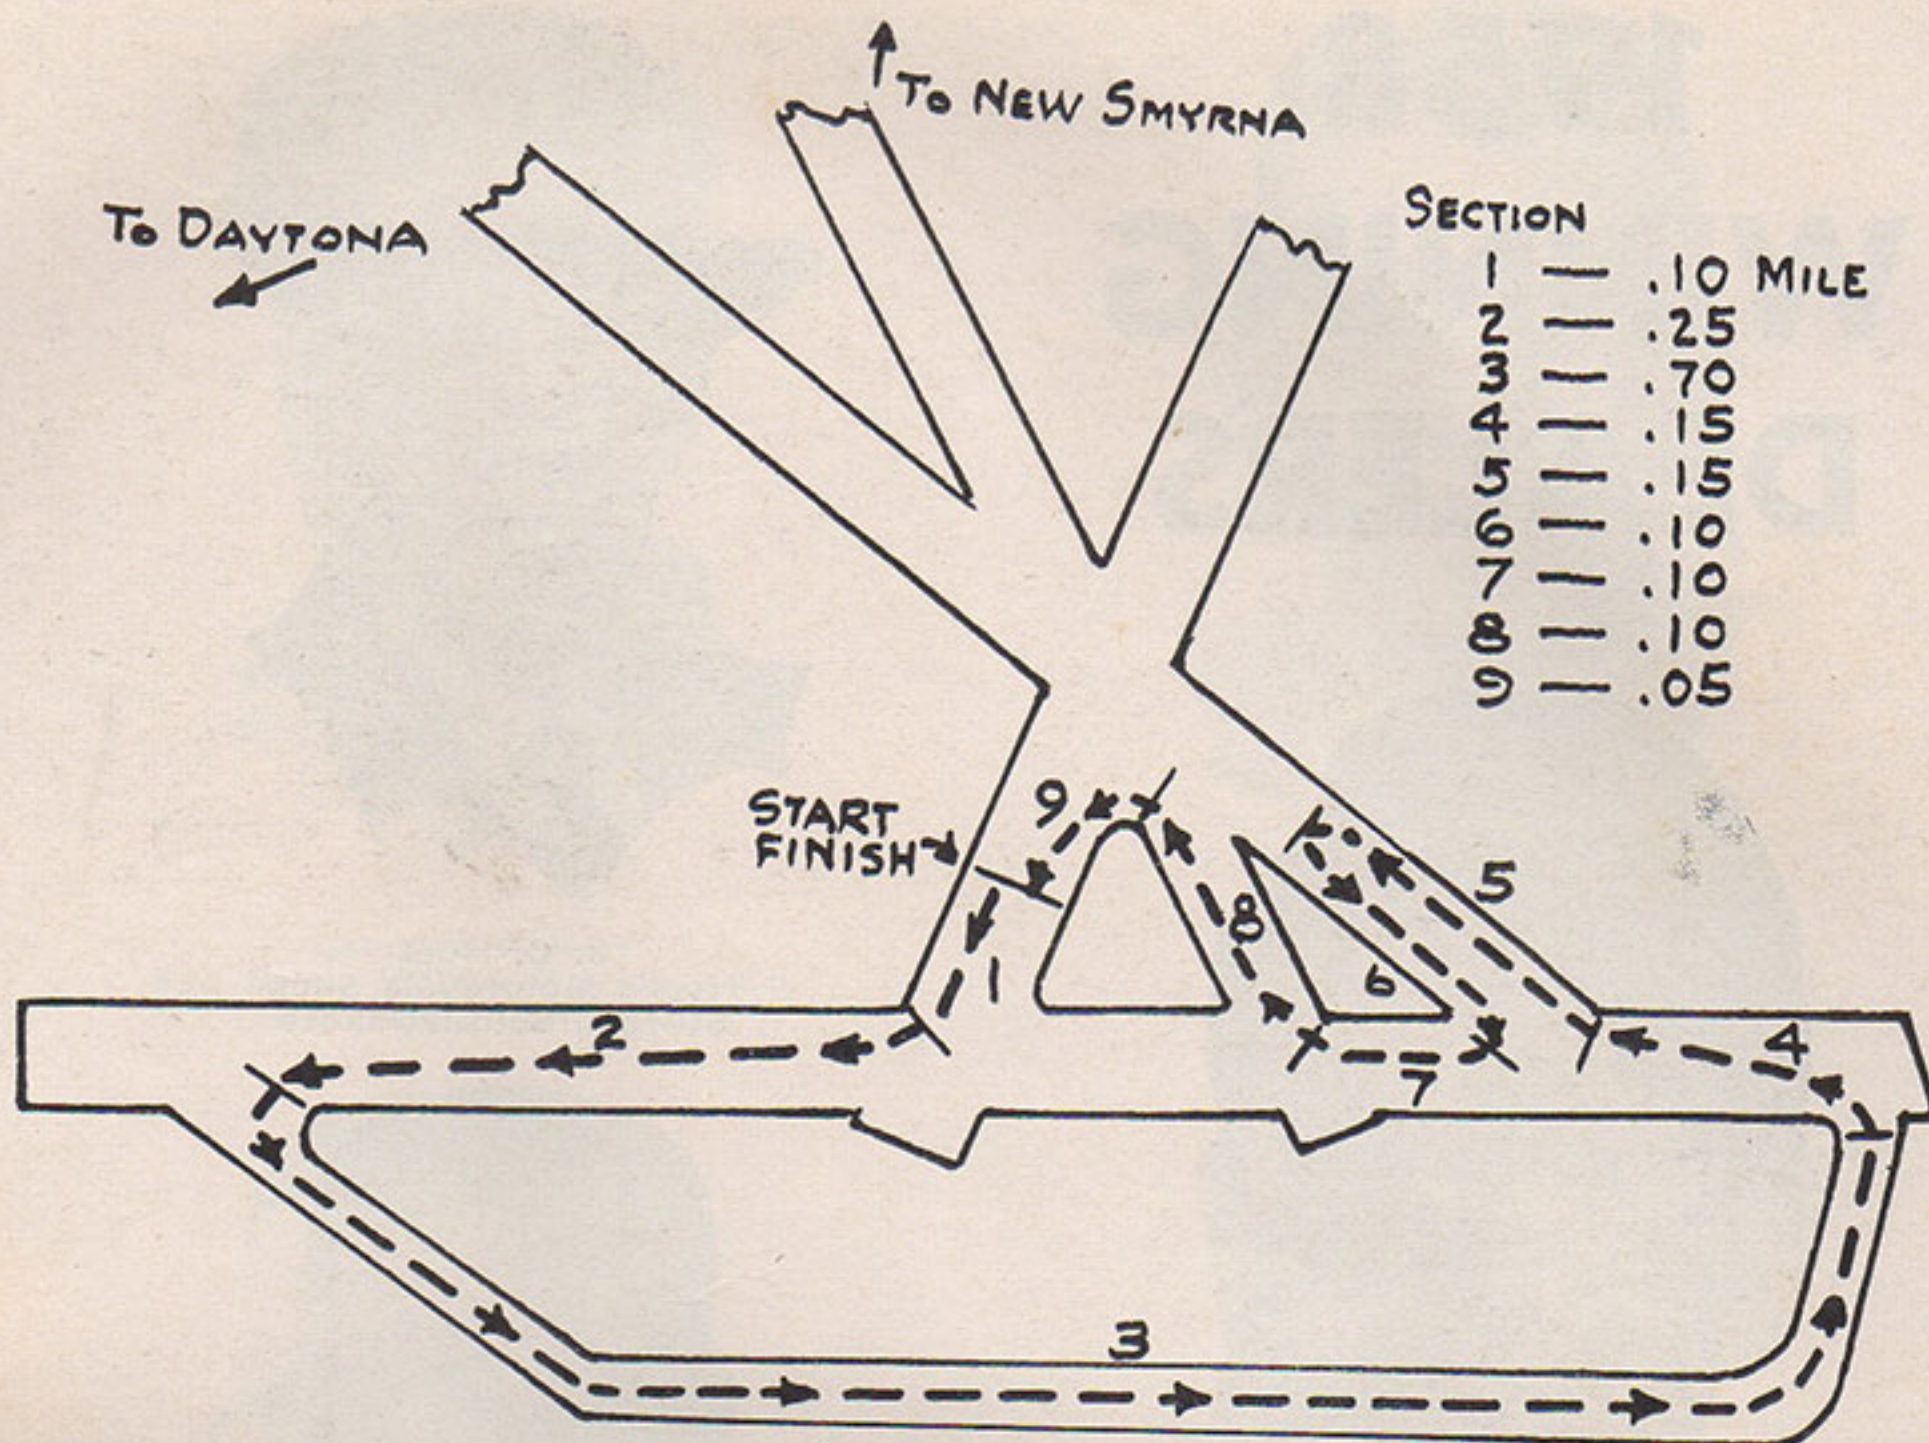 To NEW SMYRNA
To DAYTONA
SECTION
1 — .10 MILE
2 — .25
3 — .70
4 — .15
5 — .15
6 — .10
7 — .10
8 — .10
9 — .05
START
FINISH
9
5
8
1
6
2
4
7
3